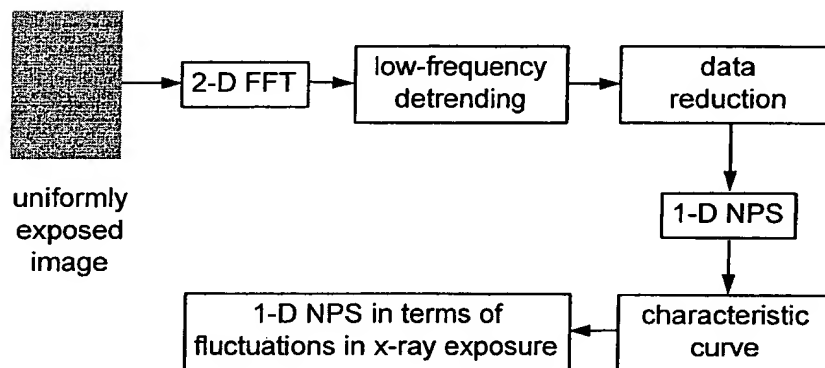 2-D FFT
low-frequency
detrending
data
reduction
uniformly
exposed
image
1-D NPS
1-D NPS in terms of
fluctuations in x-ray exposure
characteristic
curve